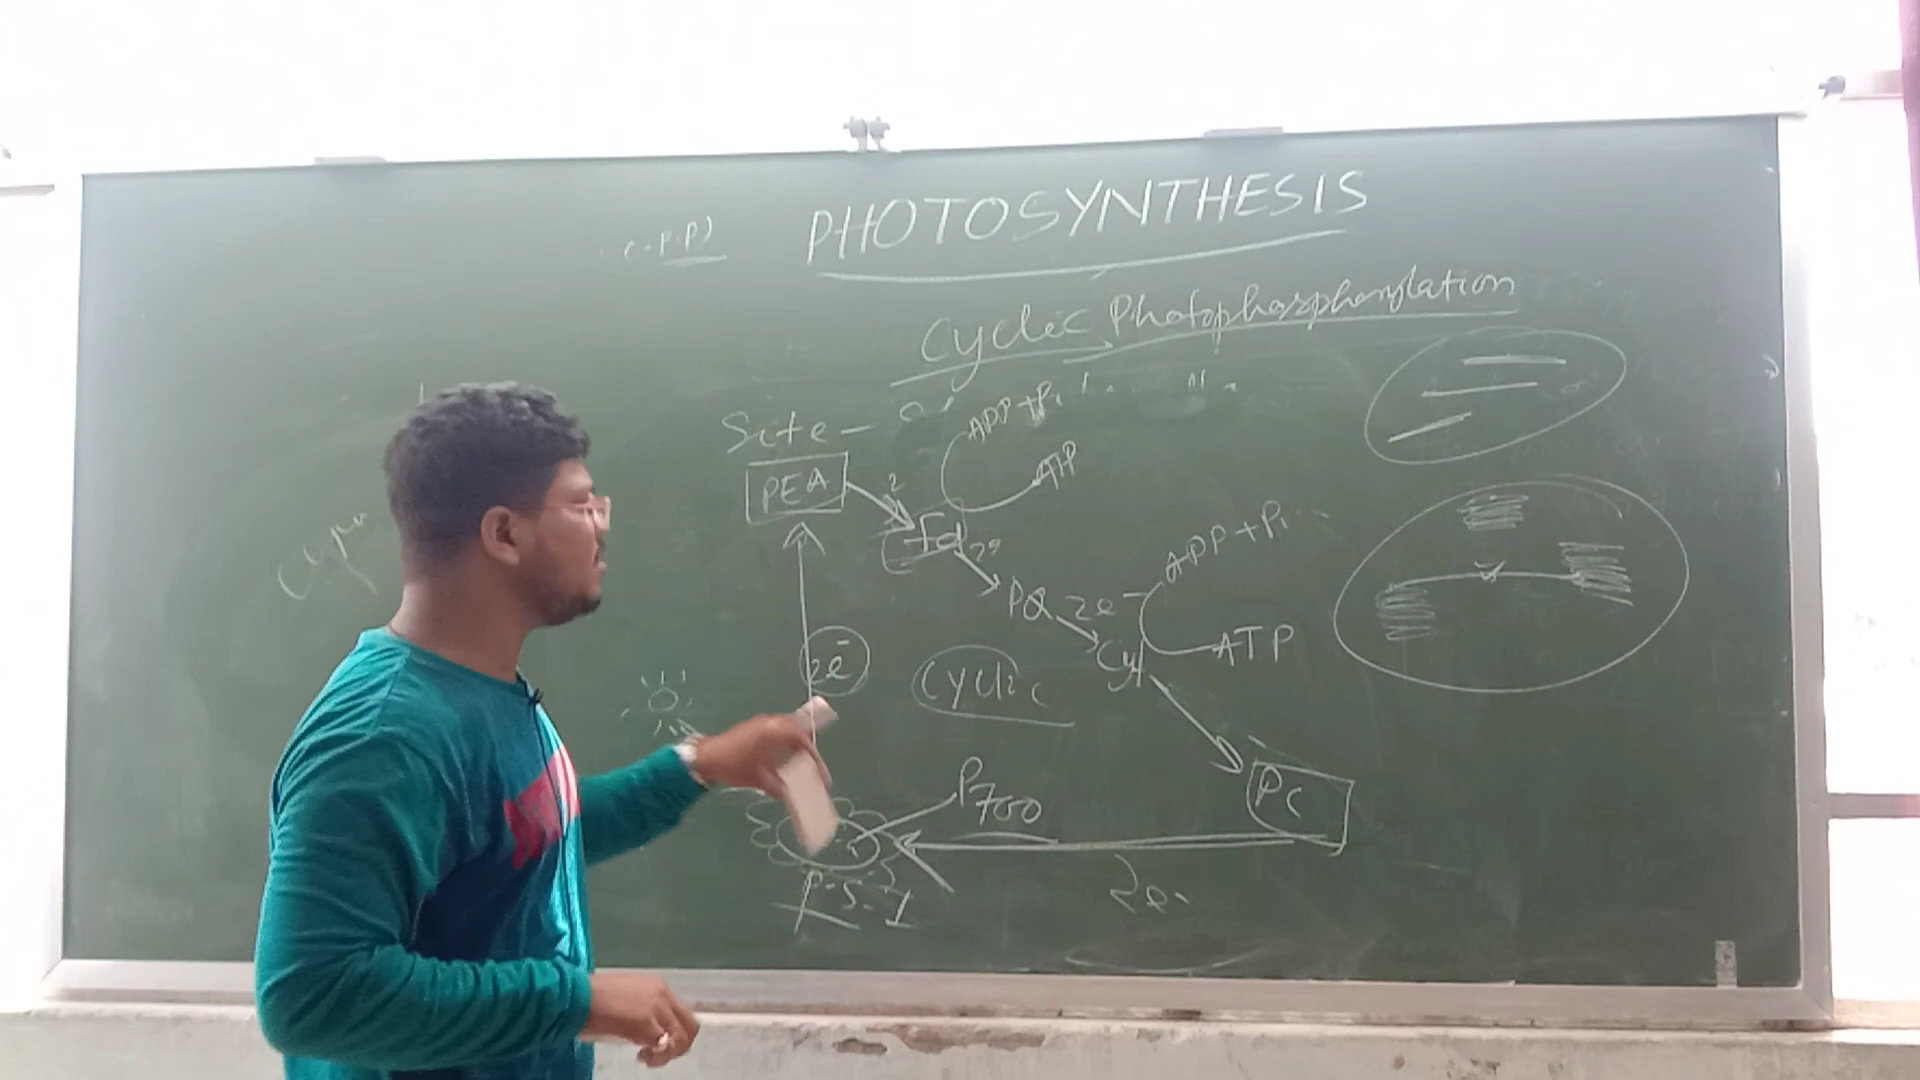 PHOTOSYNTHESIS
Cyclic Photophosphorylation
Site -
ADP + Pi
ATP
PEA
2
Fd
PQ 2e-
ADP + Pi
ATP
Cyt
2e-
Cyclic
PC
P700
P.S-I
2e-